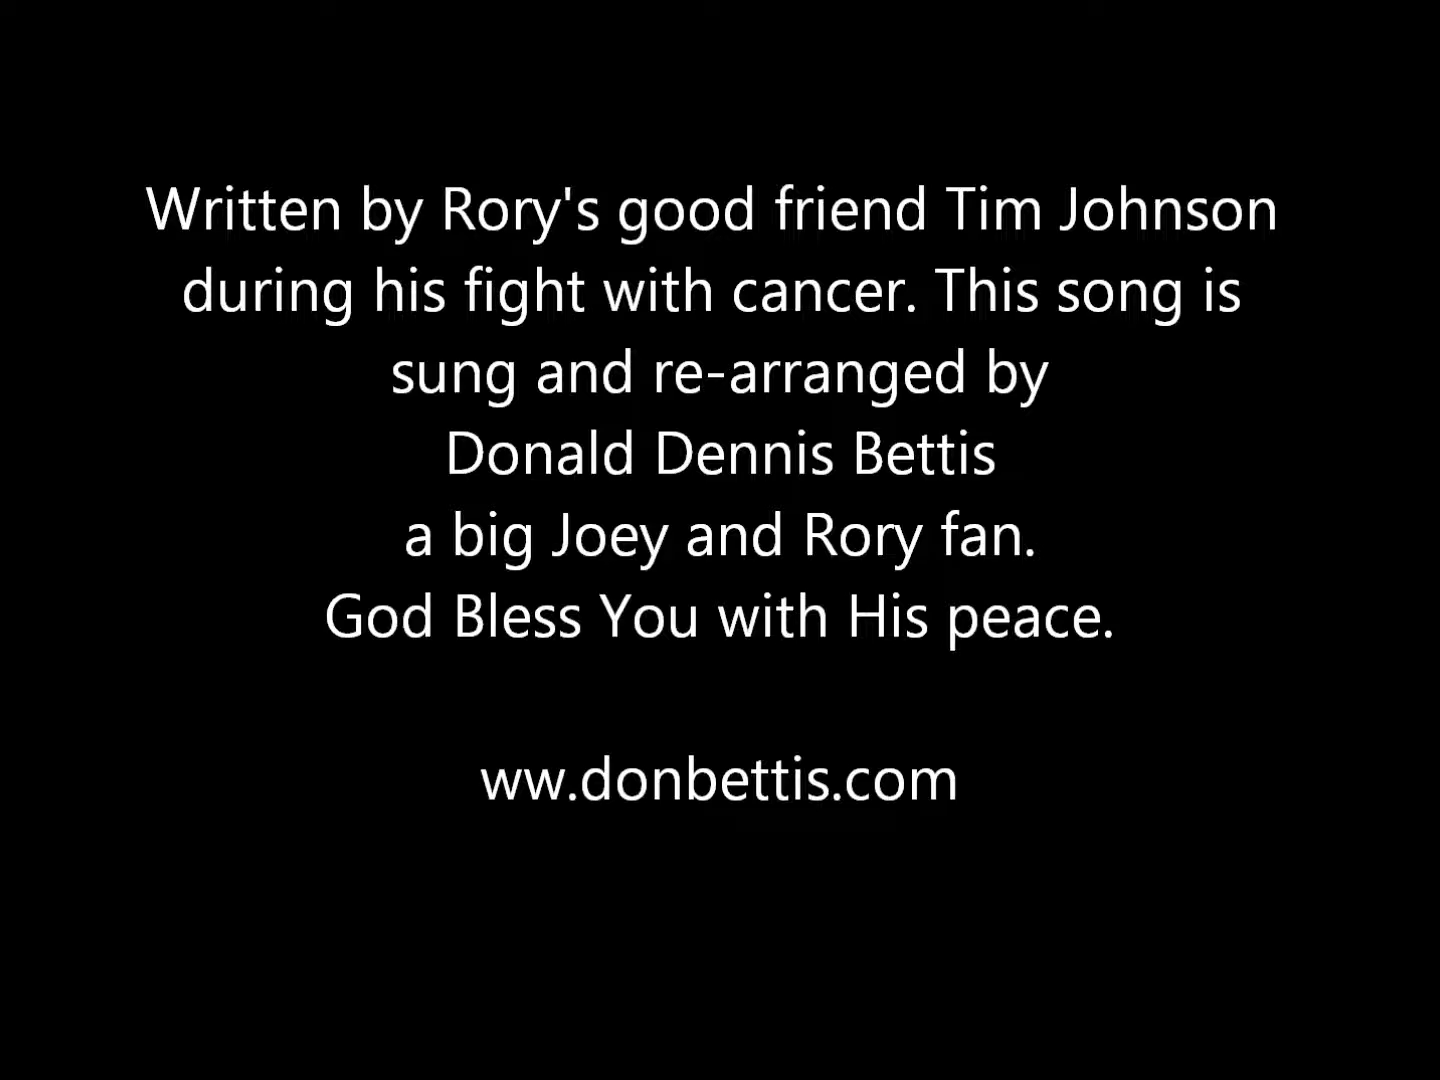 Written by Rory's good friend Tim Johnson
during his fight with cancer. This song is
sung and re-arranged by
Donald Dennis Bettis
a big Joey and Rory fan.
God Bless You with His peace.
ww.donbettis.com